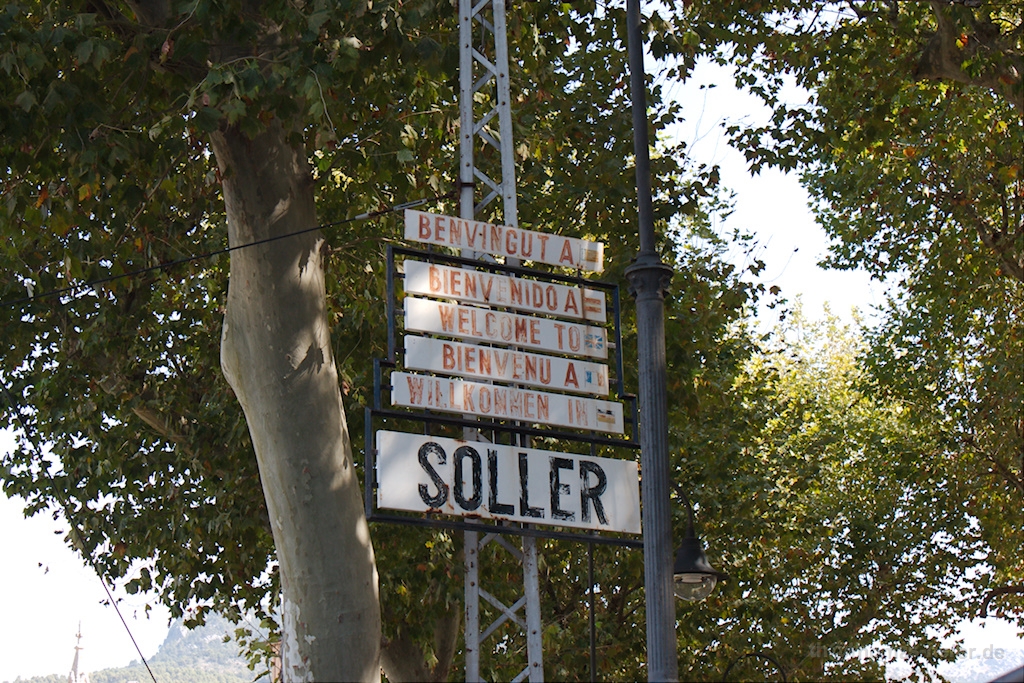 BENVINGUT A
BIENVENIDO A
WELCOME TO
BIENVENU A
WILLKOMMEN IN
SOLLER